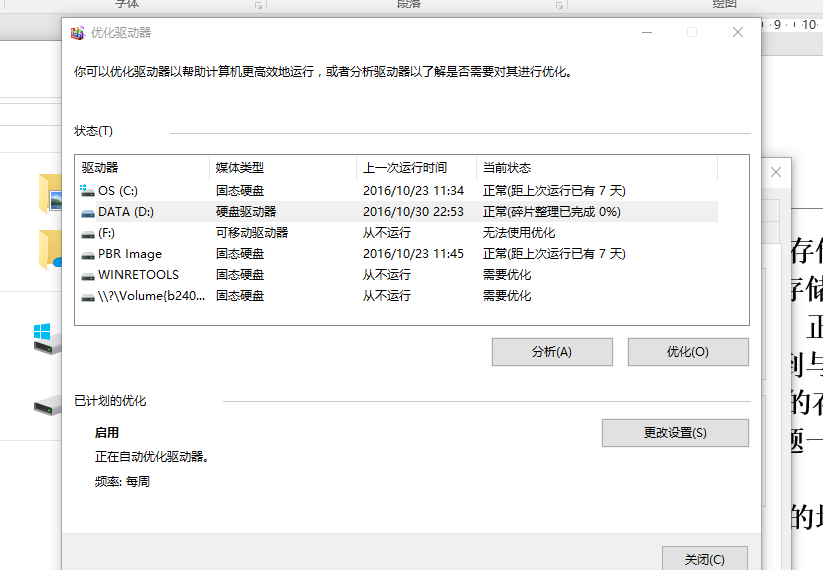 字体 段落 绘图
优化驱动器
9 10
你可以优化驱动器以帮助计算机更高效地运行，或者分析驱动器以了解是否需要对其进行优化。
状态(T)
驱动器 媒体类型 上一次运行时间 当前状态
OS (C:) 固态硬盘 2016/10/23 11:34 正常(距上次运行已有 7 天)
DATA (D:) 硬盘驱动器 2016/10/30 22:53 正常(碎片整理已完成 0%)
(F:) 可移动驱动器 从不运行 无法使用优化
PBR Image 固态硬盘 2016/10/23 11:45 正常(距上次运行已有 7 天)
WINRETOOLS 固态硬盘 从不运行 需要优化
\\?\Volume{b240... 固态硬盘 从不运行 需要优化
分析(A) 优化(O)
已计划的优化
启用
更改设置(S)
正在自动优化驱动器。
频率: 每周
关闭(C)
存
存储
到与
的
题一
的